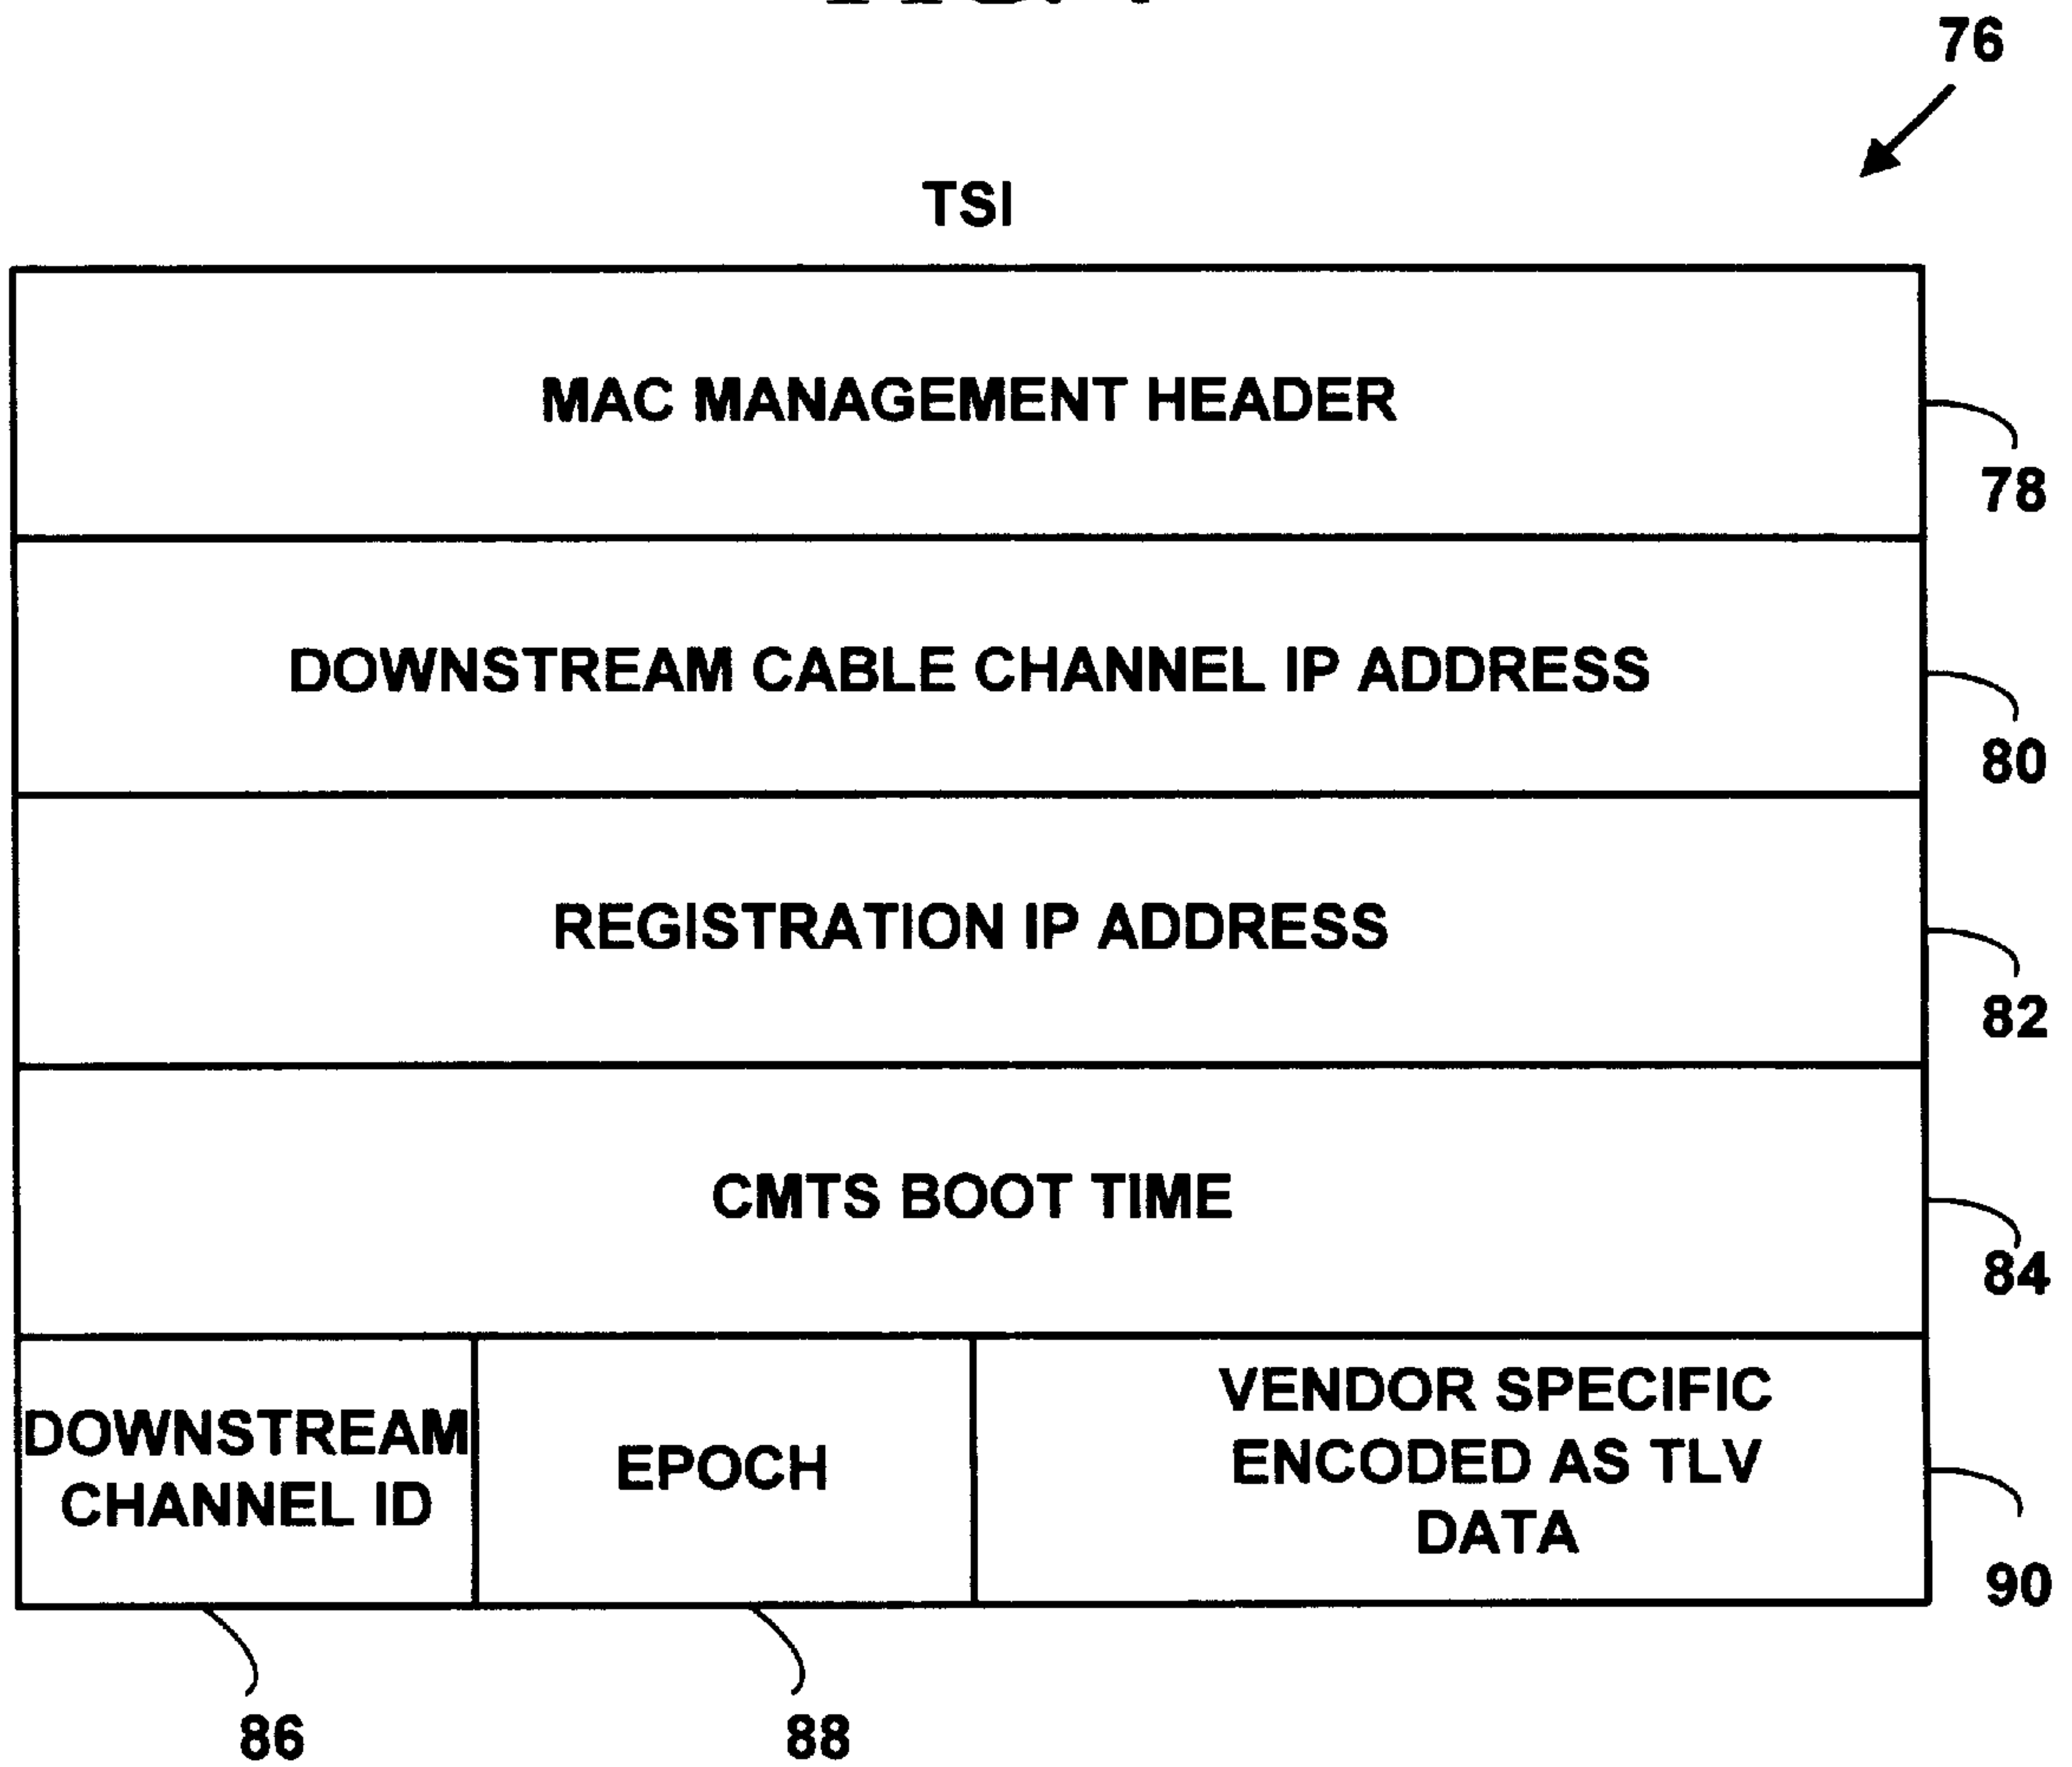 76
TSI
MAC MANAGEMENT HEADER
78
DOWNSTREAM CABLE CHANNEL IP ADDRESS
80
REGISTRATION IP ADDRESS
82
CMTS BOOT TIME
84
DOWNSTREAM
CHANNEL ID
EPOCH
VENDOR SPECIFIC
ENCODED AS TLV
DATA
90
86
88